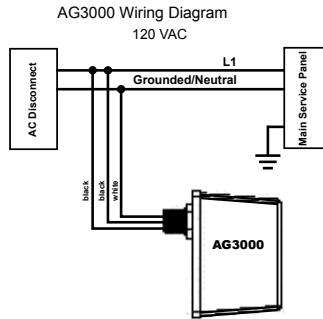 AG3000 Wiring Diagram
120 VAC
L1
Grounded/Neutral
AC Disconnect
Main Service Panel
black
black
white
AG3000